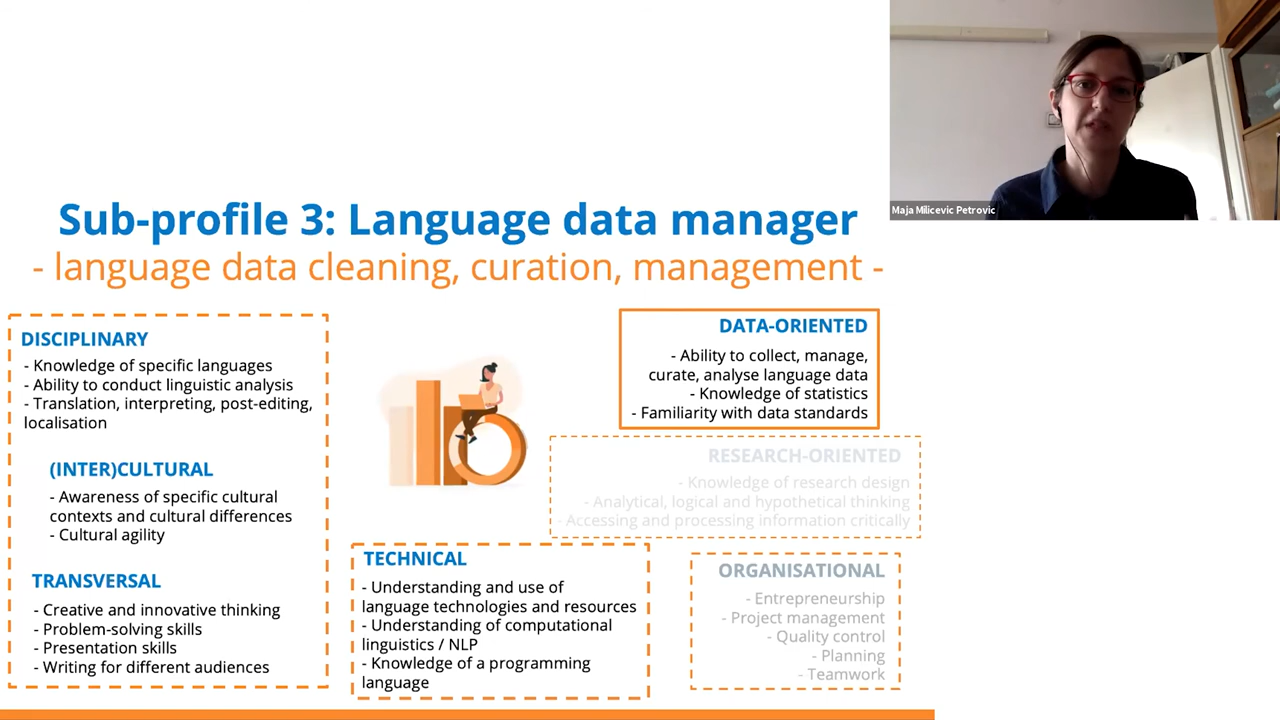 Maja Milicevic Petrovic
Sub-profile 3: Language data manager
- language data cleaning, curation, management -
DISCIPLINARY
- Knowledge of specific languages
- Ability to conduct linguistic analysis
- Translation, interpreting, post-editing,
localisation
(INTER)CULTURAL
- Awareness of specific cultural
contexts and cultural differences
- Cultural agility
TRANSVERSAL
- Creative and innovative thinking
- Problem-solving skills
- Presentation skills
- Writing for different audiences
TECHNICAL
- Understanding and use of
language technologies and resources
- Understanding of computational
linguistics / NLP
- Knowledge of a programming
language
DATA-ORIENTED
- Ability to collect, manage,
curate, analyse language data
- Knowledge of statistics
- Familiarity with data standards
RESEARCH-ORIENTED
- Knowledge of research design
- Analytical, logical and hypothetical thinking
- Accessing and processing information critically
ORGANISATIONAL
- Entrepreneurship
- Project management
- Quality control
- Planning
- Teamwork